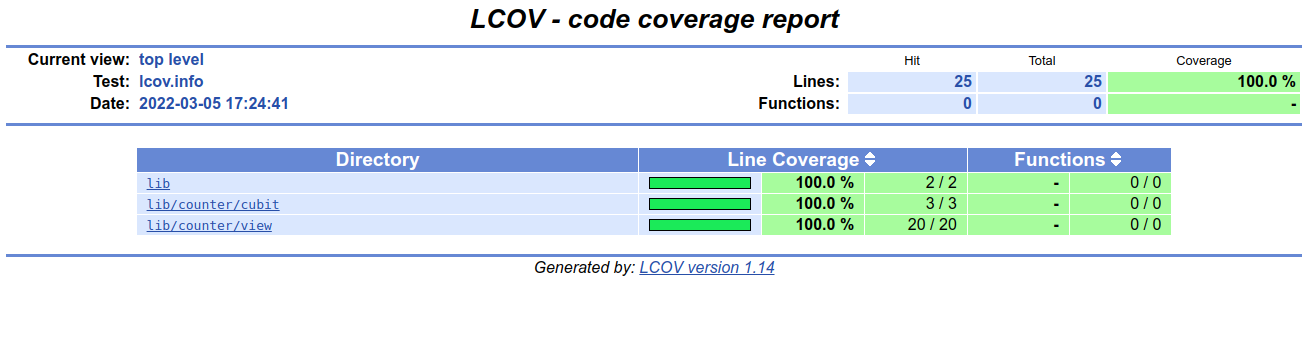 LCOV - code coverage report
Current view: top level
Hit Total Coverage
Test: lcov.info Lines: 25 25 100.0 %
Date: 2022-03-05 17:24:41 Functions: 0 0 -
Directory Line Coverage Functions
lib 100.0 % 2 / 2 - 0 / 0
lib/counter/cubit 100.0 % 3 / 3 - 0 / 0
lib/counter/view 100.0 % 20 / 20 - 0 / 0
Generated by: LCOV version 1.14